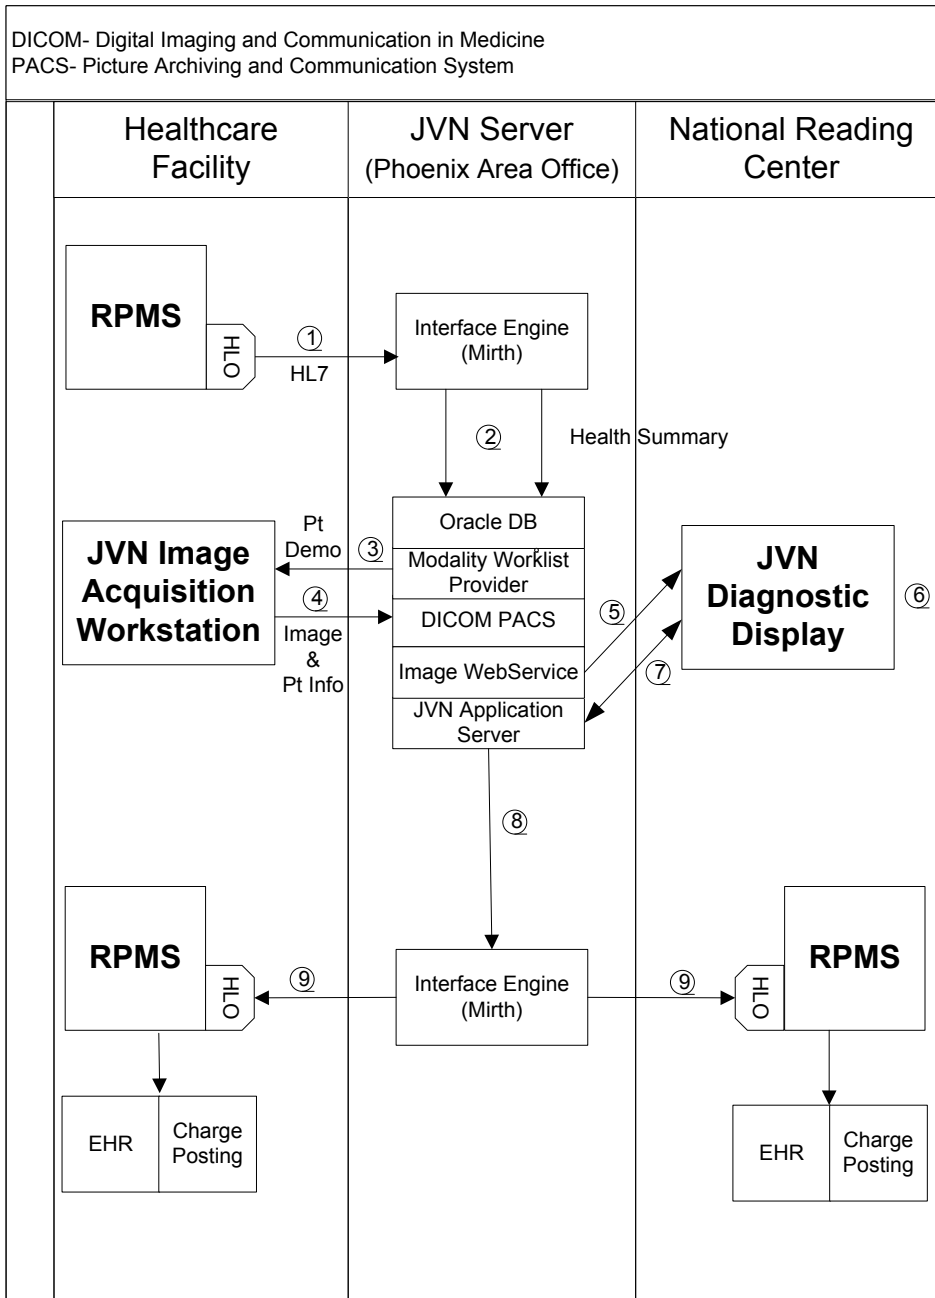 DICOM- Digital Imaging and Communication in Medicine
PACS- Picture Archiving and Communication System
Healthcare
Facility
JVN Server
(Phoenix Area Office)
National Reading
Center
RPMS
HLO
1
HL7
Interface Engine
(Mirth)
2
Health Summary
JVN Image
Acquisition
Workstation
Pt
Demo
3
4
Image
&
Pt Info
Oracle DB
Modality Worklist
Provider
DICOM PACS
Image WebService
JVN Application
Server
5
JVN
Diagnostic
Display
6
7
8
RPMS
HLO
9
Interface Engine
(Mirth)
9
HLO
RPMS
EHR
Charge
Posting
EHR
Charge
Posting